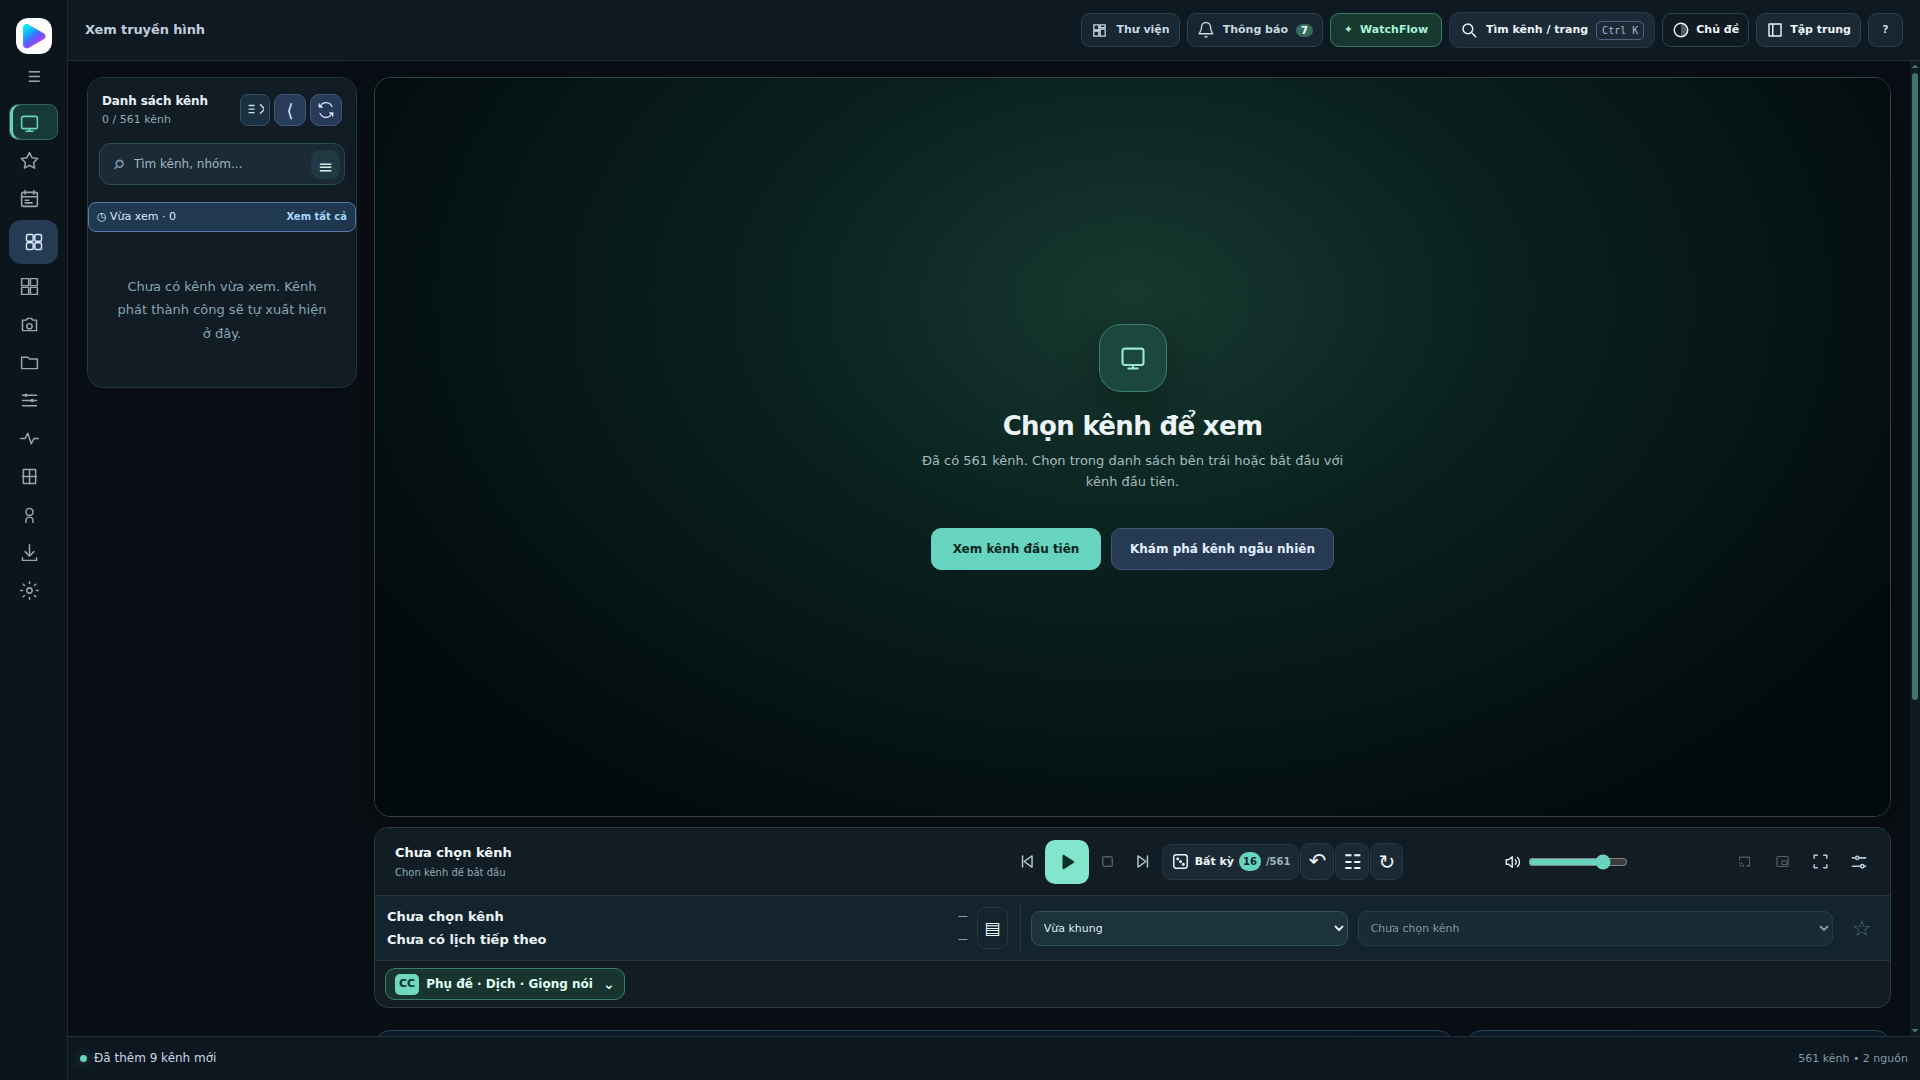 Xem truyền hình
Thư viện
Thông báo 7
✦ WatchFlow
Tìm kênh / trang Ctrl K
Chủ đề
Tập trung
?
Danh sách kênh
0 / 561 kênh
Tìm kênh, nhóm...
Vừa xem · 0
Xem tất cả
Chưa có kênh vừa xem. Kênh
phát thành công sẽ tự xuất hiện
ở đây.
Chọn kênh để xem
Đã có 561 kênh. Chọn trong danh sách bên trái hoặc bắt đầu với
kênh đầu tiên.
Xem kênh đầu tiên
Khám phá kênh ngẫu nhiên
Chưa chọn kênh
Chọn kênh để bắt đầu
Bất kỳ 16 /561
Chưa chọn kênh —
Chưa có lịch tiếp theo —
Vừa khung
Chưa chọn kênh
CC Phụ đề · Dịch · Giọng nói
Đã thêm 9 kênh mới
561 kênh • 2 nguồn